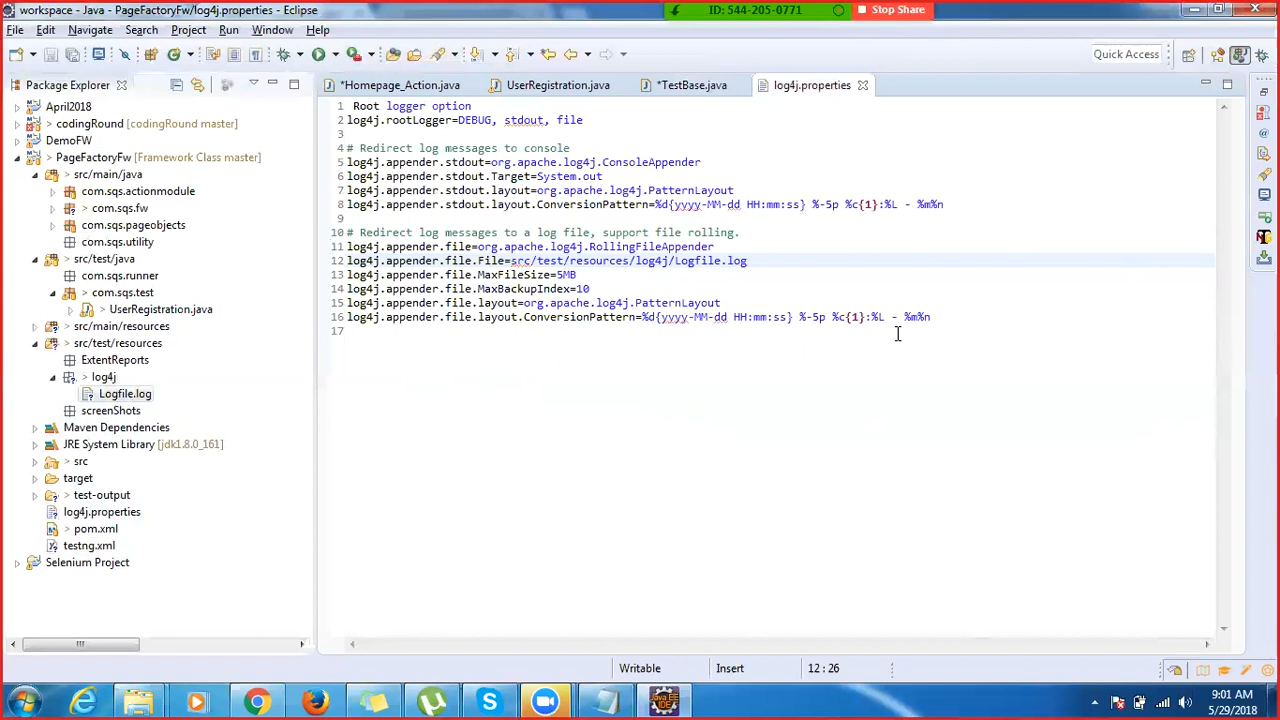 workspace - Java - PageFactoryFw/log4j.properties - Eclipse
ID: 544-205-0771
Stop Share
File Edit Navigate Search Project Run Window Help
Quick Access
Package Explorer
*Homepage_Action.java
UserRegistration.java
*TestBase.java
log4j.properties
April2018
> codingRound [codingRound master]
DemoFW
> PageFactoryFw [Framework Class master]
> src/main/java
com.sqs.actionmodule
> com.sqs.fw
> com.sqs.pageobjects
com.sqs.utility
> src/test/java
com.sqs.runner
> com.sqs.test
> UserRegistration.java
> src/main/resources
> src/test/resources
ExtentReports
> log4j
Logfile.log
screenShots
Maven Dependencies
JRE System Library [jdk1.8.0_161]
> src
target
> test-output
log4j.properties
> pom.xml
testng.xml
Selenium Project
1 Root logger option
2 log4j.rootLogger=DEBUG, stdout, file
3
4 # Redirect log messages to console
5 log4j.appender.stdout=org.apache.log4j.ConsoleAppender
6 log4j.appender.stdout.Target=System.out
7 log4j.appender.stdout.layout=org.apache.log4j.PatternLayout
8 log4j.appender.stdout.layout.ConversionPattern=%d{yyyy-MM-dd HH:mm:ss} %-5p %c{1}:%L - %m%n
9
10 # Redirect log messages to a log file, support file rolling.
11 log4j.appender.file=org.apache.log4j.RollingFileAppender
12 log4j.appender.file.File=src/test/resources/log4j/Logfile.log
13 log4j.appender.file.MaxFileSize=5MB
14 log4j.appender.file.MaxBackupIndex=10
15 log4j.appender.file.layout=org.apache.log4j.PatternLayout
16 log4j.appender.file.layout.ConversionPattern=%d{yyyy-MM-dd HH:mm:ss} %-5p %c{1}:%L - %m%n
17
Writable
Insert
12 : 26
9:01 AM
5/29/2018